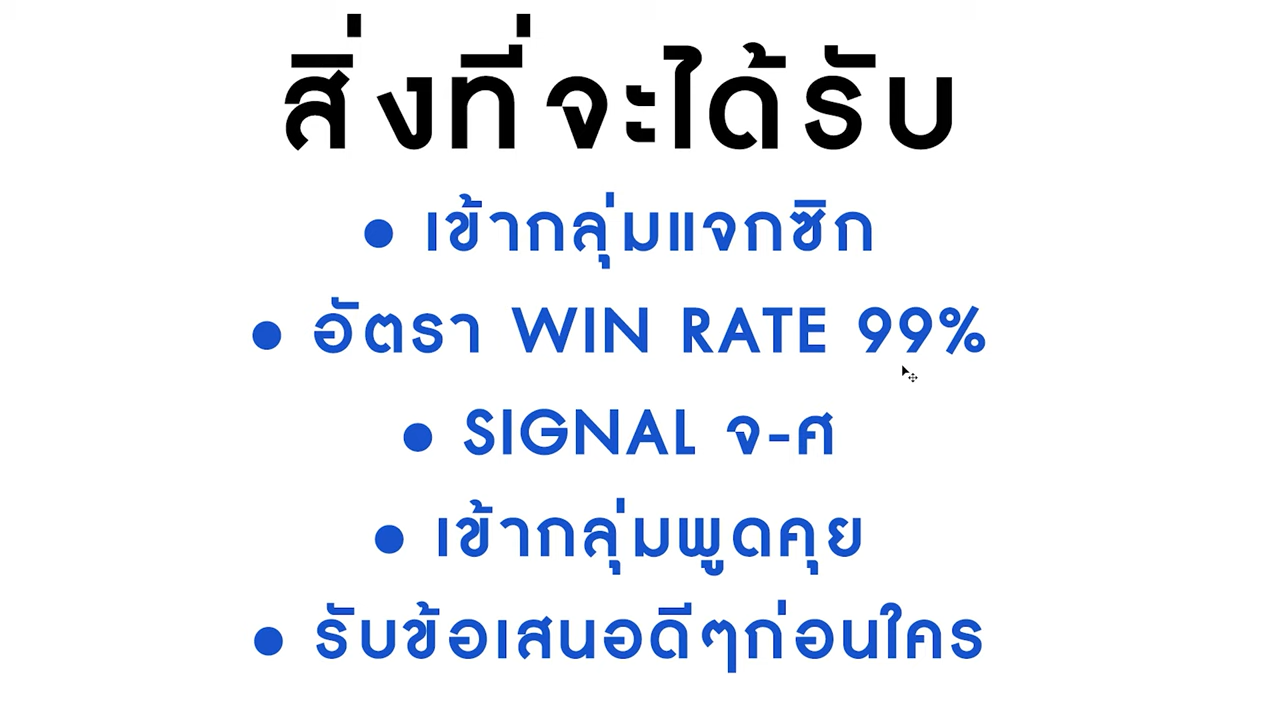 สิ่งที่จะได้รับ
• เข้ากลุ่มแจกซิก
• อัตรา WIN RATE 99%
• SIGNAL จ-ศ
• เข้ากลุ่มพูดคุย
• รับข้อเสนอดีๆก่อนใคร